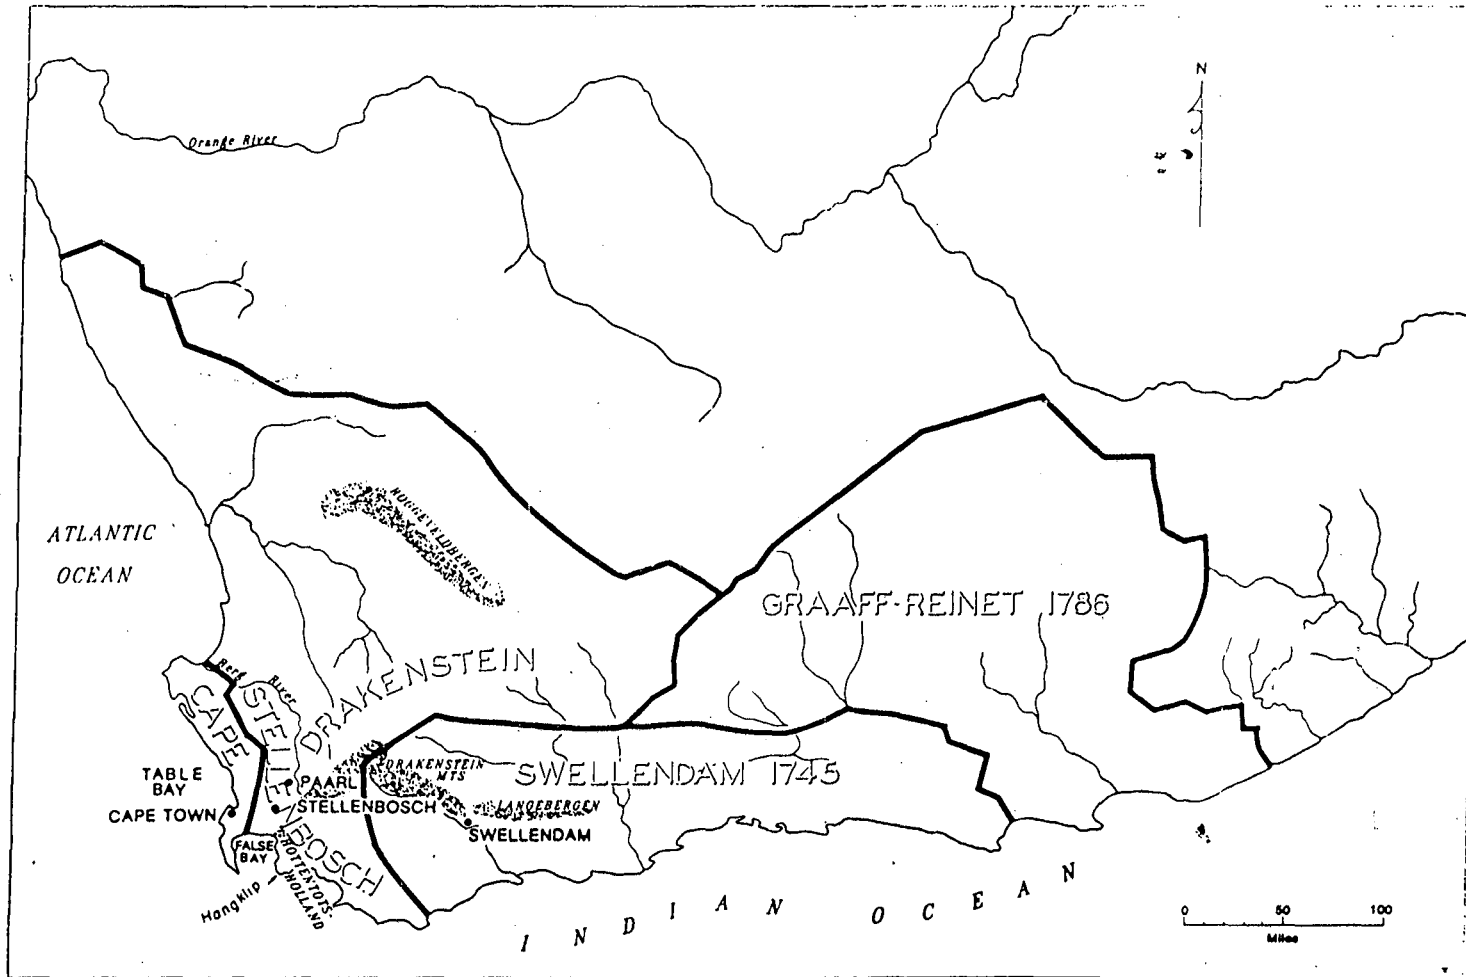 N
Orange River
ROGGEVELDBERGEN
ATLANTIC
OCEAN
GRAAFF-REINET 1786
Berg River
DRAKENSTEIN
CAPE
STELLENBOSCH
DRAKENSTEIN
MTS
SWELLENDAM 1745
TABLE
BAY
PAARL
CAPE TOWN
STELLENBOSCH
LANGEBERGEN
SWELLENDAM
FALSE
BAY
HOTTENTOTS-
HOLLAND
Hangklip
INDIAN OCEAN
0 50 100
Miles